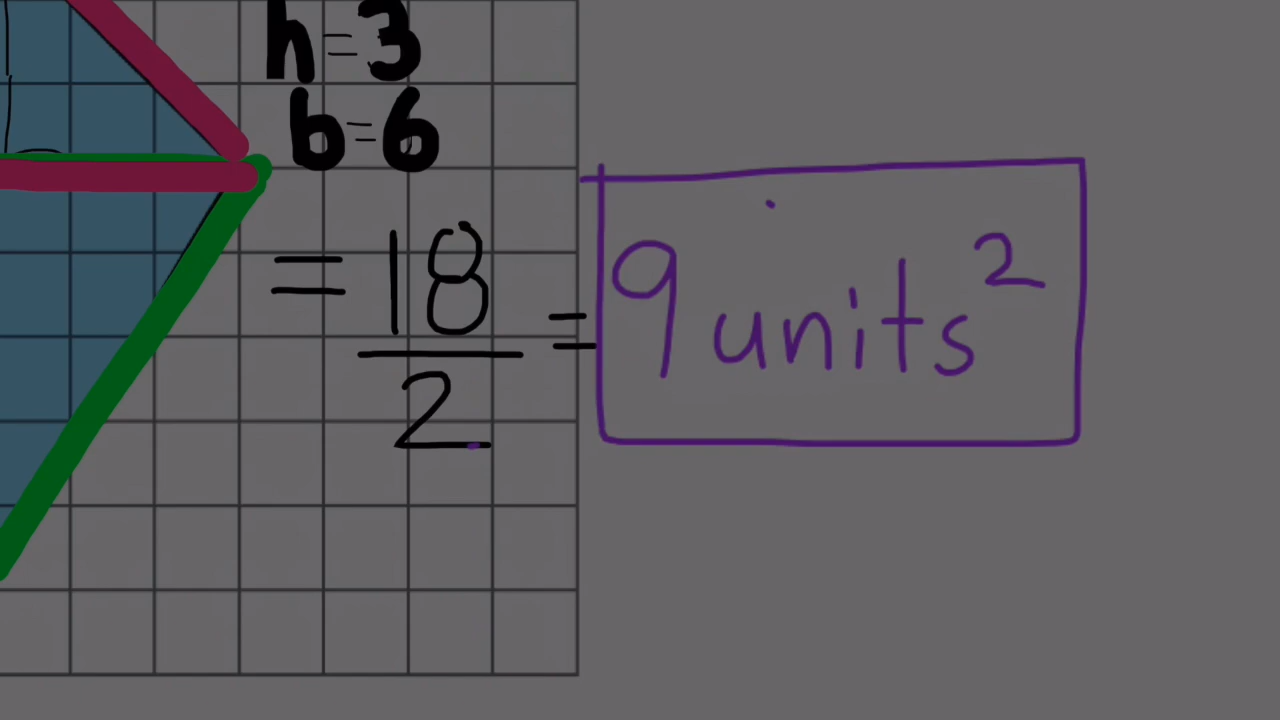 h=3
b=6
= 18/2 = 9 units²